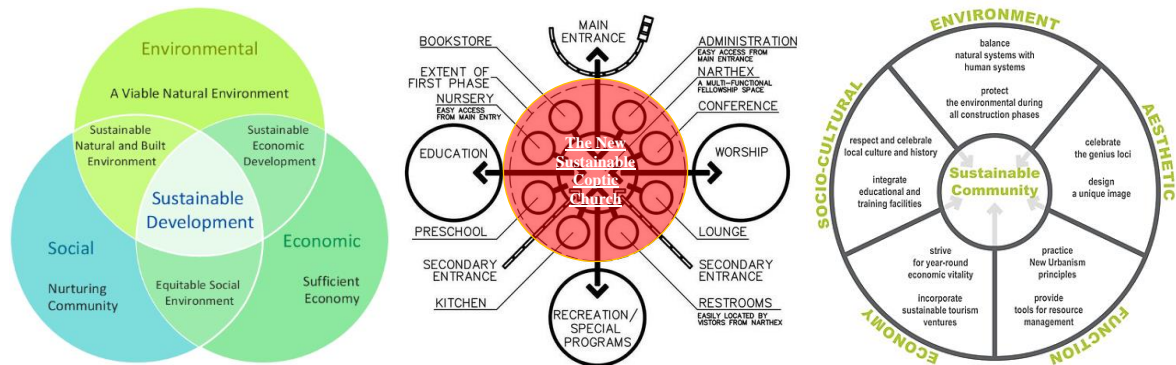 Environmental
A Viable Natural Environment
Sustainable
Natural and Built
Environment
Sustainable
Economic
Development
Sustainable
Development
Social
Nurturing
Community
Economic
Sufficient
Economy
Equitable Social
Environment
MAIN
ENTRANCE
BOOKSTORE
EXTENT OF
FIRST PHASE
NURSERY
EASY ACCESS
FROM MAIN ENTRY
EDUCATION
PRESCHOOL
SECONDARY
ENTRANCE
KITCHEN
The New
Sustainable
Coptic
Church
ADMINISTRATION
EASY ACCESS FROM
MAIN ENTRANCE
NARTHEX
A MULTI-FUNCTIONAL
FELLOWSHIP SPACE
CONFERENCE
WORSHIP
LOUNGE
SECONDARY
ENTRANCE
RESTROOMS
EASILY LOCATED BY
VISTORS FROM NARTHEX
RECREATION/
SPECIAL
PROGRAMS
ENVIRONMENT
balance
natural systems with
human systems
protect
the environmental during
all construction phases
SOCIO-CULTURAL
respect and celebrate
local culture and history
integrate
educational and
training facilities
AESTHETIC
celebrate
the genius loci
design
a unique image
Sustainable
Community
ECONOMY
strive
for year-round
economic vitality
incorporate
sustainable tourism
ventures
FUNCTION
practice
New Urbanism
principles
provide
tools for resource
management